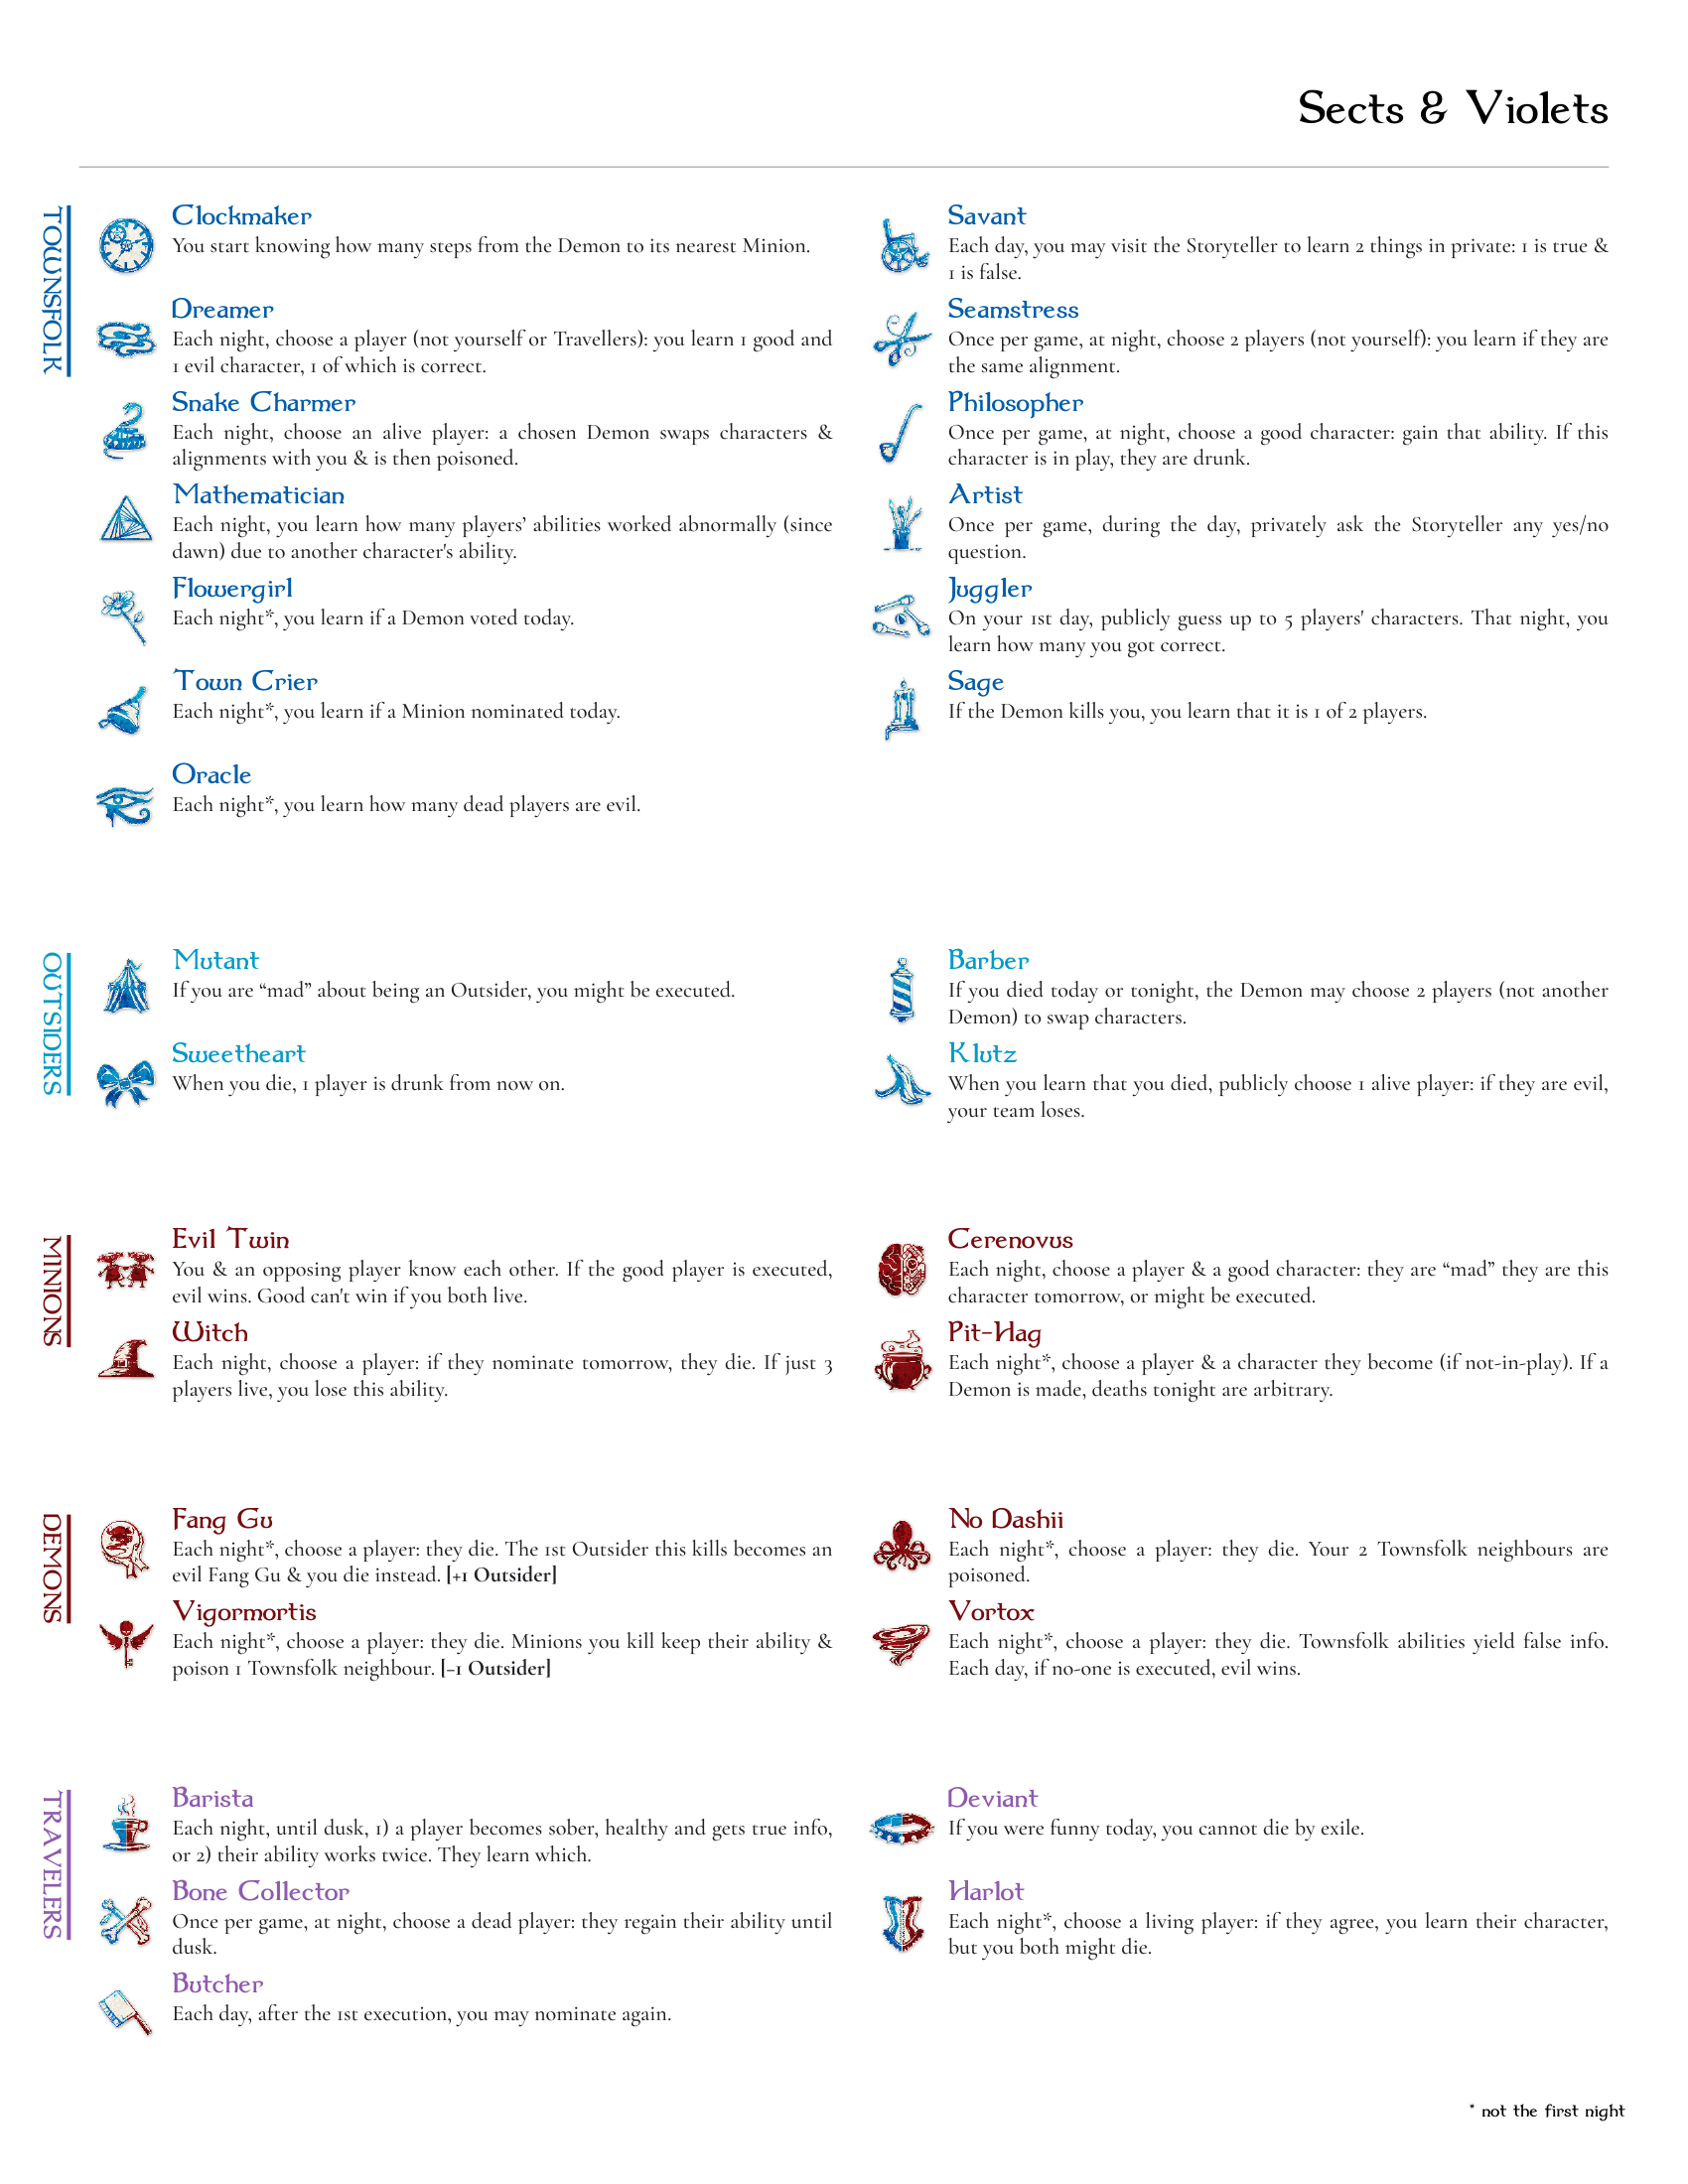 Sects & Violets
TOWNSFOLK
Clockmaker
You start knowing how many steps from the Demon to its nearest Minion.
Dreamer
Each night, choose a player (not yourself or Travellers): you learn 1 good and
1 evil character, 1 of which is correct.
Snake Charmer
Each night, choose an alive player: a chosen Demon swaps characters &
alignments with you & is then poisoned.
Mathematician
Each night, you learn how many players’ abilities worked abnormally (since
dawn) due to another character's ability.
Flowergirl
Each night*, you learn if a Demon voted today.
Town Crier
Each night*, you learn if a Minion nominated today.
Oracle
Each night*, you learn how many dead players are evil.
Savant
Each day, you may visit the Storyteller to learn 2 things in private: 1 is true &
1 is false.
Seamstress
Once per game, at night, choose 2 players (not yourself): you learn if they are
the same alignment.
Philosopher
Once per game, at night, choose a good character: gain that ability. If this
character is in play, they are drunk.
Artist
Once per game, during the day, privately ask the Storyteller any yes/no
question.
Juggler
On your 1st day, publicly guess up to 5 players' characters. That night, you
learn how many you got correct.
Sage
If the Demon kills you, you learn that it is 1 of 2 players.
OUTSIDERS
Mutant
If you are “mad” about being an Outsider, you might be executed.
Sweetheart
When you die, 1 player is drunk from now on.
Barber
If you died today or tonight, the Demon may choose 2 players (not another
Demon) to swap characters.
Klutz
When you learn that you died, publicly choose 1 alive player: if they are evil,
your team loses.
MINIONS
Evil Twin
You & an opposing player know each other. If the good player is executed,
evil wins. Good can't win if you both live.
Witch
Each night, choose a player: if they nominate tomorrow, they die. If just 3
players live, you lose this ability.
Cerenovus
Each night, choose a player & a good character: they are “mad” they are this
character tomorrow, or might be executed.
Pit-Hag
Each night*, choose a player & a character they become (if not-in-play). If a
Demon is made, deaths tonight are arbitrary.
DEMONS
Fang Gu
Each night*, choose a player: they die. The 1st Outsider this kills becomes an
evil Fang Gu & you die instead. [+1 Outsider]
Vigormortis
Each night*, choose a player: they die. Minions you kill keep their ability &
poison 1 Townsfolk neighbour. [-1 Outsider]
No Dashii
Each night*, choose a player: they die. Your 2 Townsfolk neighbours are
poisoned.
Vortox
Each night*, choose a player: they die. Townsfolk abilities yield false info.
Each day, if no-one is executed, evil wins.
TRAVELERS
Barista
Each night, until dusk, 1) a player becomes sober, healthy and gets true info,
or 2) their ability works twice. They learn which.
Bone Collector
Once per game, at night, choose a dead player: they regain their ability until
dusk.
Butcher
Each day, after the 1st execution, you may nominate again.
Deviant
If you were funny today, you cannot die by exile.
Harlot
Each night*, choose a living player: if they agree, you learn their character,
but you both might die.
* not the first night